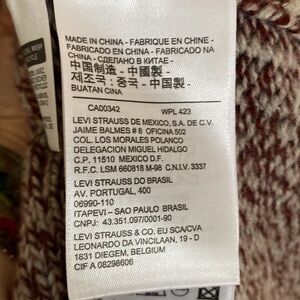 MADE IN CHINA - FABRIQUE EN CHINE -
FABRICADO EN CHINA - FABRICADO NA
CHINA - СДЕЛАНО В КИТАЕ -
中国制造 - 中國製 -
제조국 : 중국 - 中国製 -
BUATAN CINA
CA00342 WPL 423
LEVI STRAUSS DE MEXICO, S.A. DE C.V.
JAIME BALMES # 8 OFICINA 502
COL. LOS MORALES POLANCO
DELEGACION MIGUEL HIDALGO
C.P. 11510 MEXICO D.F.
R.F.C. LSM 660818 M-98 C.N.I.V. 3337
LEVI STRAUSS DO BRASIL
AV. PORTUGAL, 400
06990-110
ITAPEVI – SAO PAULO BRASIL
CNPJ: 43.351.097/0001-90
LEVI STRAUSS & CO. EU SCA/CVA
LEONARDO DA VINCILAAN, 19 - D
1831 DIEGEM, BELGIUM
CIF A 08298606